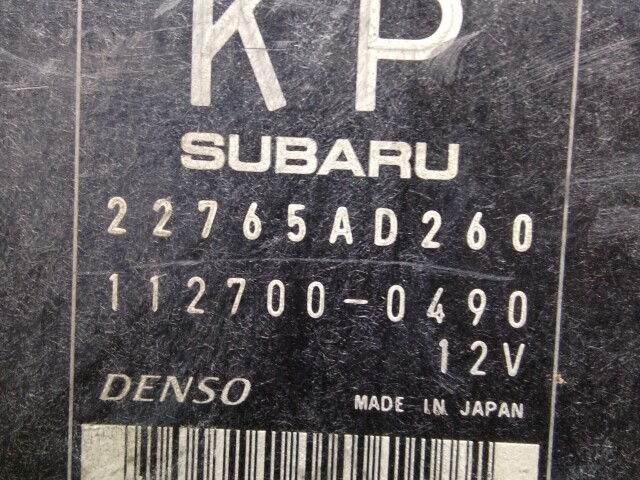 KP
SUBARU
22765AD260
112700-0490
12V
DENSO
MADE IN JAPAN